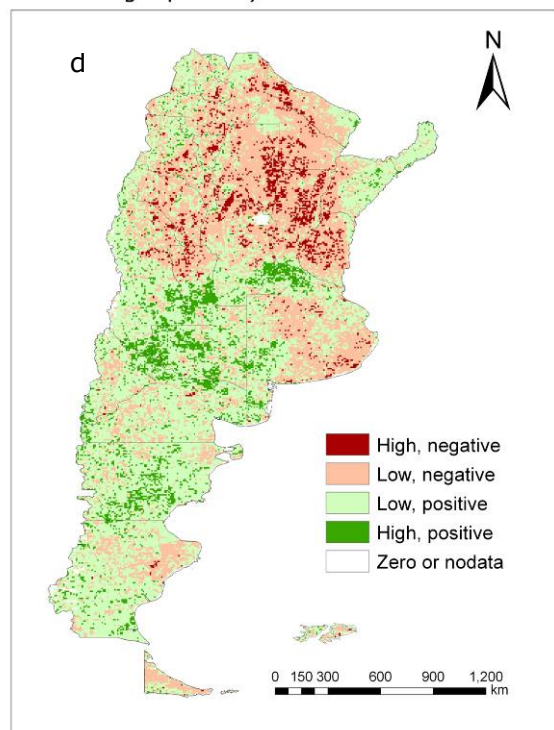 d
N
High, negative
Low, negative
Low, positive
High, positive
Zero or nodata
0 150 300 600 900 1,200
km